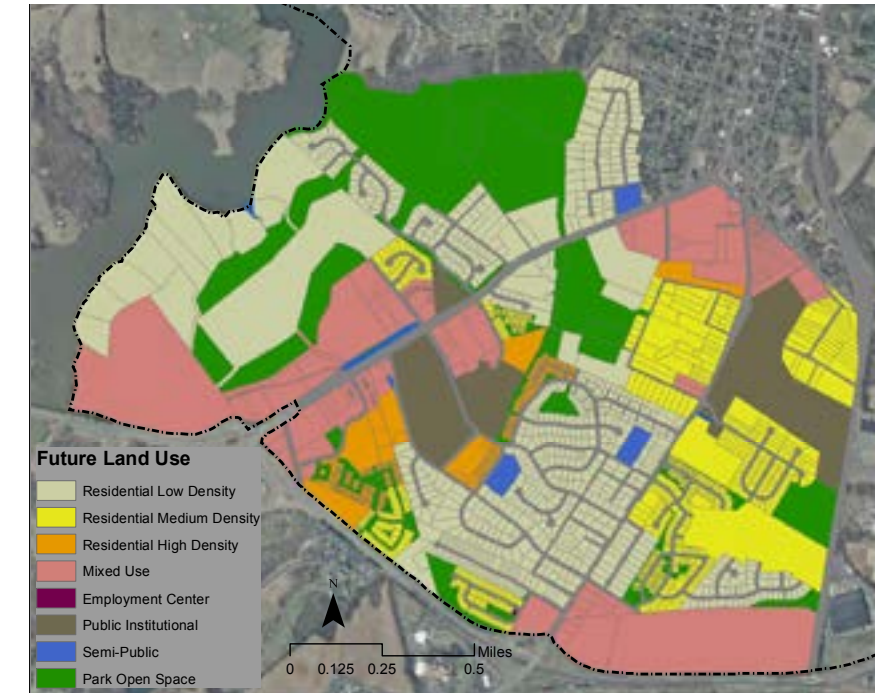 Future Land Use
Residential Low Density
Residential Medium Density
Residential High Density
Mixed Use
Employment Center
Public Institutional
Semi-Public
Park Open Space
N
Miles
0 0.125 0.25 0.5